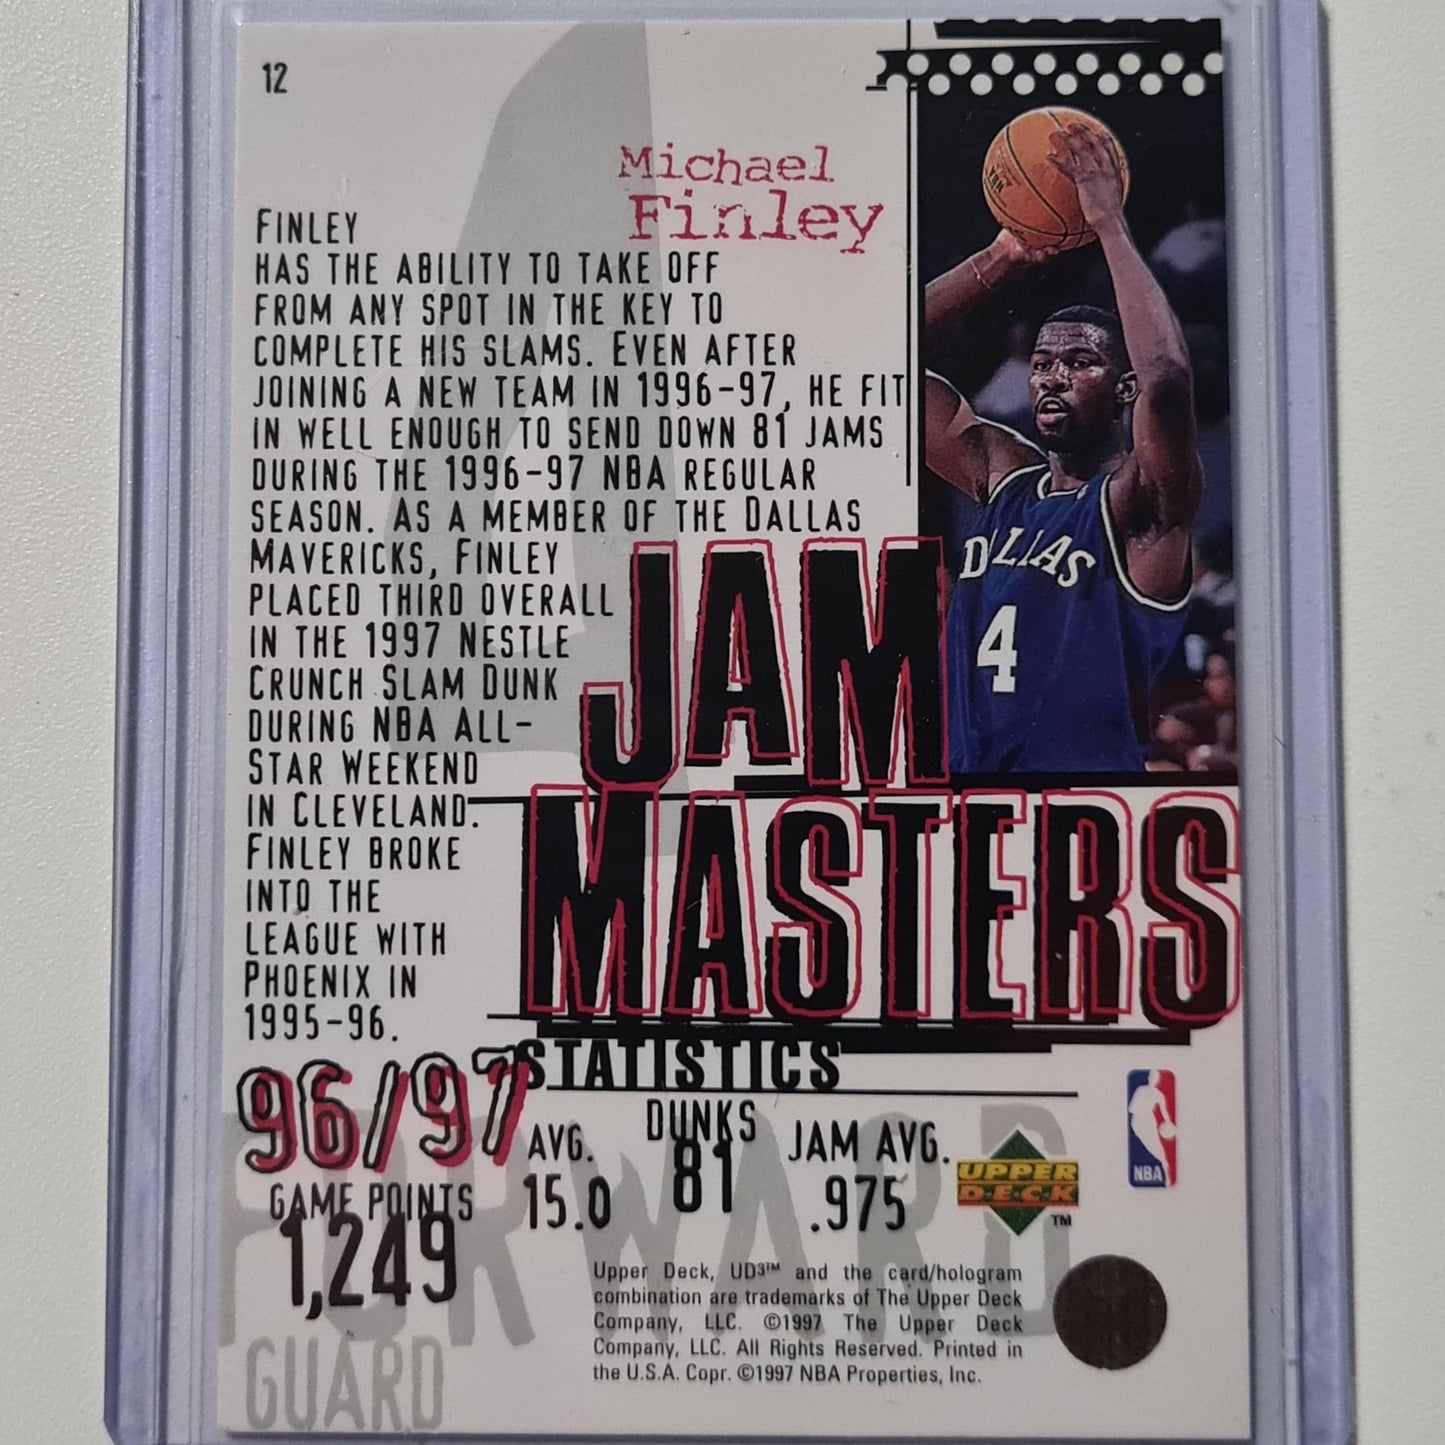 12
Michael
Finley
FINLEY
HAS THE ABILITY TO TAKE OFF
FROM ANY SPOT IN THE KEY TO
COMPLETE HIS SLAMS. EVEN AFTER
JOINING A NEW TEAM IN 1996-97, HE FIT
IN WELL ENOUGH TO SEND DOWN 81 JAMS
DURING THE 1996-97 NBA REGULAR
SEASON. AS A MEMBER OF THE DALLAS
MAVERICKS, FINLEY
PLACED THIRD OVERALL
IN THE 1997 NESTLE
CRUNCH SLAM DUNK
DURING NBA ALL-
STAR WEEKEND
IN CLEVELAND.
FINLEY BROKE
INTO THE
LEAGUE WITH
PHOENIX IN
1995-96.
DALLAS
4
JAM
MASTERS
96/97 STATISTICS
GAME POINTS
1,249
AVG.
15.0
DUNKS
81
JAM AVG.
.975
UPPER
DECK
TM
NBA
FORWARD
GUARD
Upper Deck, UD3™ and the card/hologram
combination are trademarks of The Upper Deck
Company, LLC. ©1997 The Upper Deck
Company, LLC. All Rights Reserved. Printed in
the U.S.A. Copr. ©1997 NBA Properties, Inc.